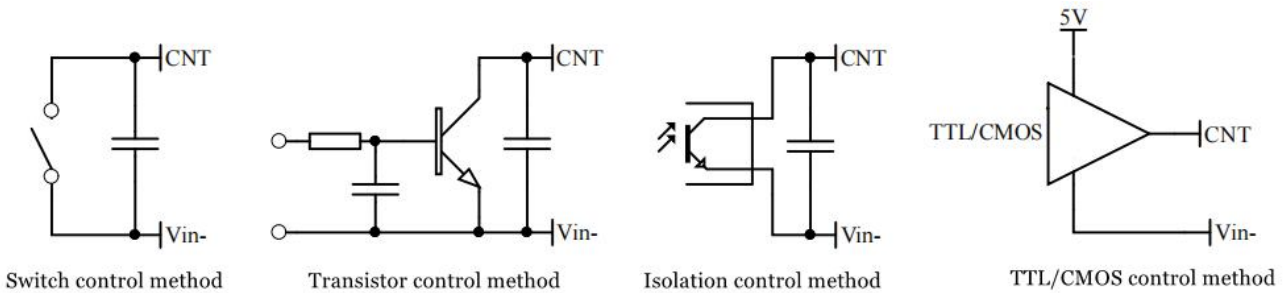 5V
CNT
CNT
CNT
TTL/CMOS
CNT
Vin-
Vin-
Vin-
Vin-
Switch control method
Transistor control method
Isolation control method
TTL/CMOS control method